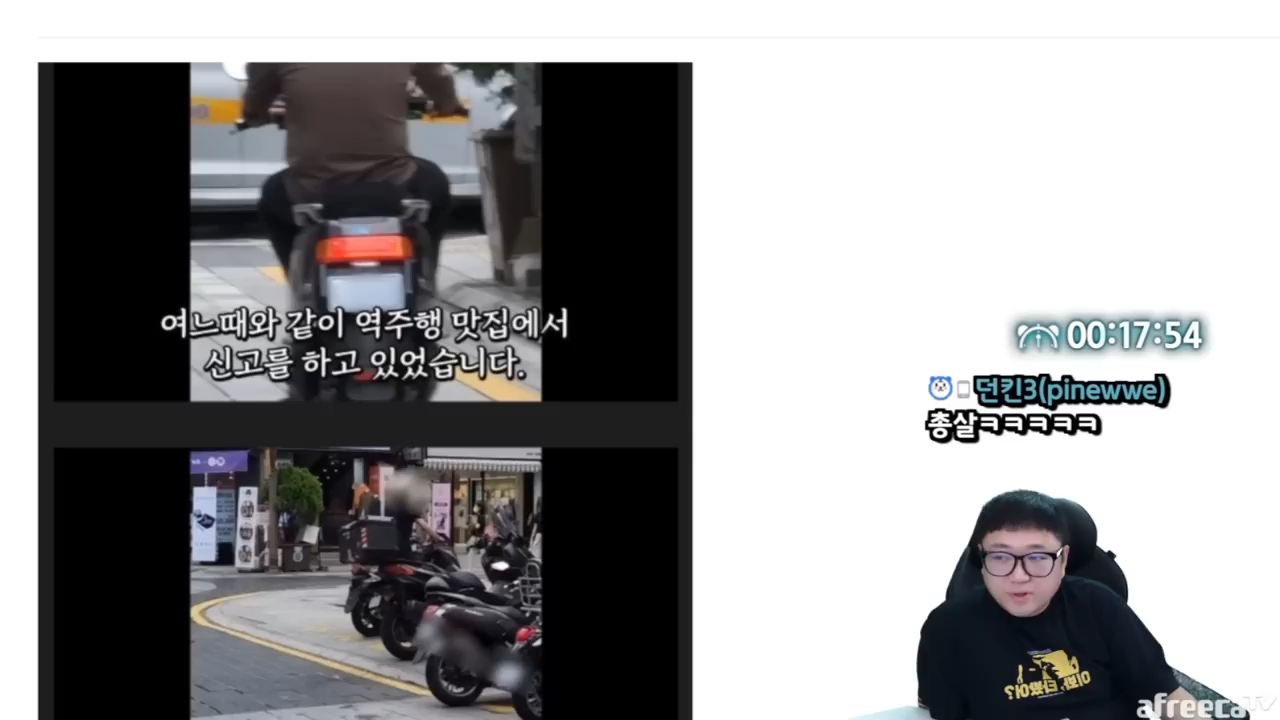 여느때와 같이 역주행 맛집에서
신고를 하고 있었습니다.
00:17:54
던킨3(pinewwe)
총살ㅋㅋㅋㅋㅋ
afreecaTV